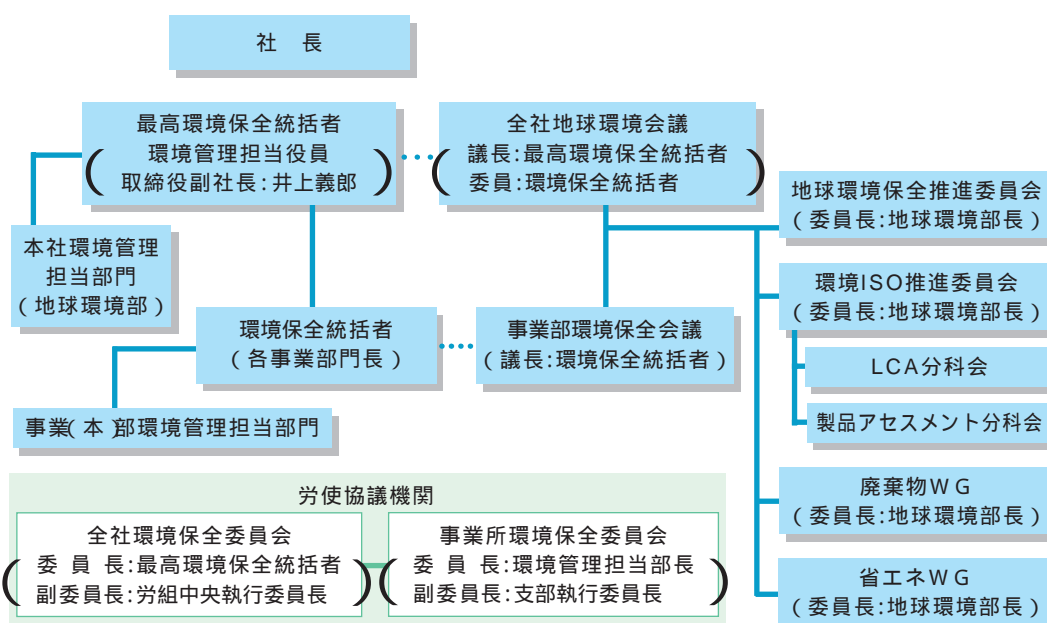 社 長
最高環境保全統括者
環境管理担当役員
取締役副社長:井上義郎
全社地球環境会議
議長:最高環境保全統括者
委員:環境保全統括者
地球環境保全推進委員会
(委員長:地球環境部長)
本社環境管理
担当部門
(地球環境部)
環境ISO推進委員会
(委員長:地球環境部長)
環境保全統括者
(各事業部門長)
事業部環境保全会議
(議長:環境保全統括者)
LCA分科会
事業(本)部環境管理担当部門
製品アセスメント分科会
廃棄物WG
(委員長:地球環境部長)
省エネWG
(委員長:地球環境部長)
労使協議機関
全社環境保全委員会
委員長:最高環境保全統括者
副委員長:労組中央執行委員長
事業所環境保全委員会
委員長:環境管理担当部長
副委員長:支部執行委員長